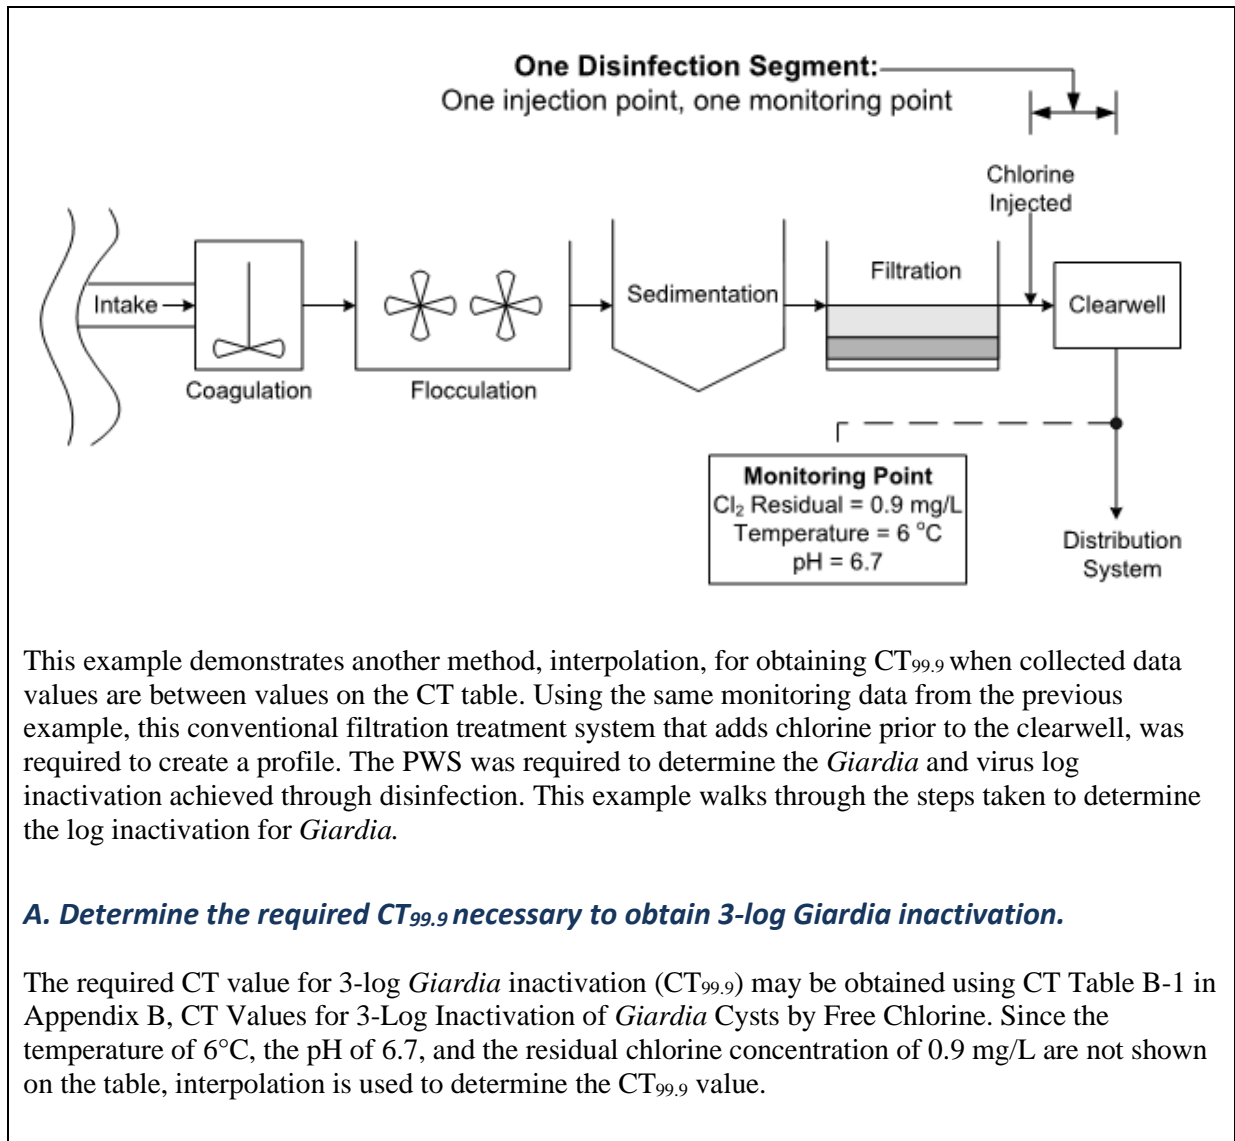 One Disinfection Segment:
One injection point, one monitoring point
Chlorine
Injected
Intake
Coagulation
Flocculation
Sedimentation
Filtration
Clearwell
Monitoring Point
Cl₂ Residual = 0.9 mg/L
Temperature = 6 °C
pH = 6.7
Distribution
System
This example demonstrates another method, interpolation, for obtaining CT₉₉.₉ when collected data
values are between values on the CT table. Using the same monitoring data from the previous
example, this conventional filtration treatment system that adds chlorine prior to the clearwell, was
required to create a profile. The PWS was required to determine the Giardia and virus log
inactivation achieved through disinfection. This example walks through the steps taken to determine
the log inactivation for Giardia.
A. Determine the required CT₉₉.₉ necessary to obtain 3-log Giardia inactivation.
The required CT value for 3-log Giardia inactivation (CT₉₉.₉) may be obtained using CT Table B-1 in
Appendix B, CT Values for 3-Log Inactivation of Giardia Cysts by Free Chlorine. Since the
temperature of 6°C, the pH of 6.7, and the residual chlorine concentration of 0.9 mg/L are not shown
on the table, interpolation is used to determine the CT₉₉.₉ value.